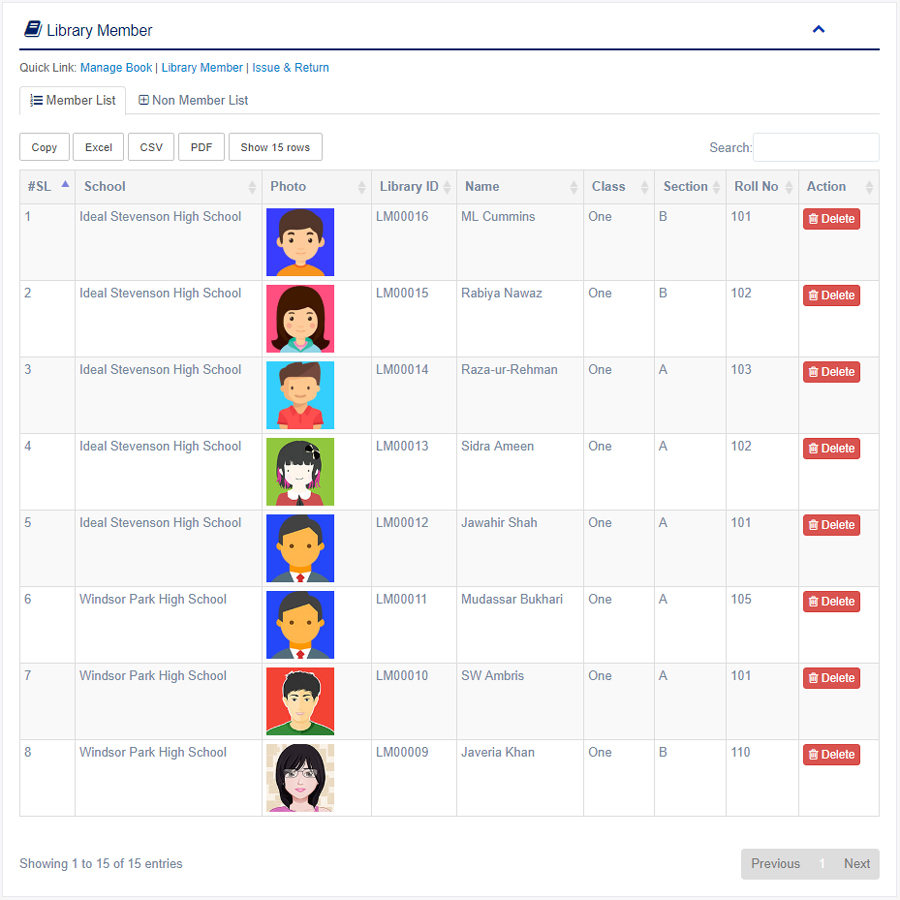 Library Member
Quick Link: Manage Book | Library Member | Issue & Return
Member List Non Member List
Copy Excel CSV PDF Show 15 rows Search:
#SL School Photo Library ID Name Class Section Roll No Action
1 Ideal Stevenson High School LM00016 ML Cummins One B 101 Delete
2 Ideal Stevenson High School LM00015 Rabiya Nawaz One B 102 Delete
3 Ideal Stevenson High School LM00014 Raza-ur-Rehman One A 103 Delete
4 Ideal Stevenson High School LM00013 Sidra Ameen One A 102 Delete
5 Ideal Stevenson High School LM00012 Jawahir Shah One A 101 Delete
6 Windsor Park High School LM00011 Mudassar Bukhari One A 105 Delete
7 Windsor Park High School LM00010 SW Ambris One A 101 Delete
8 Windsor Park High School LM00009 Javeria Khan One B 110 Delete
Showing 1 to 15 of 15 entries Previous 1 Next